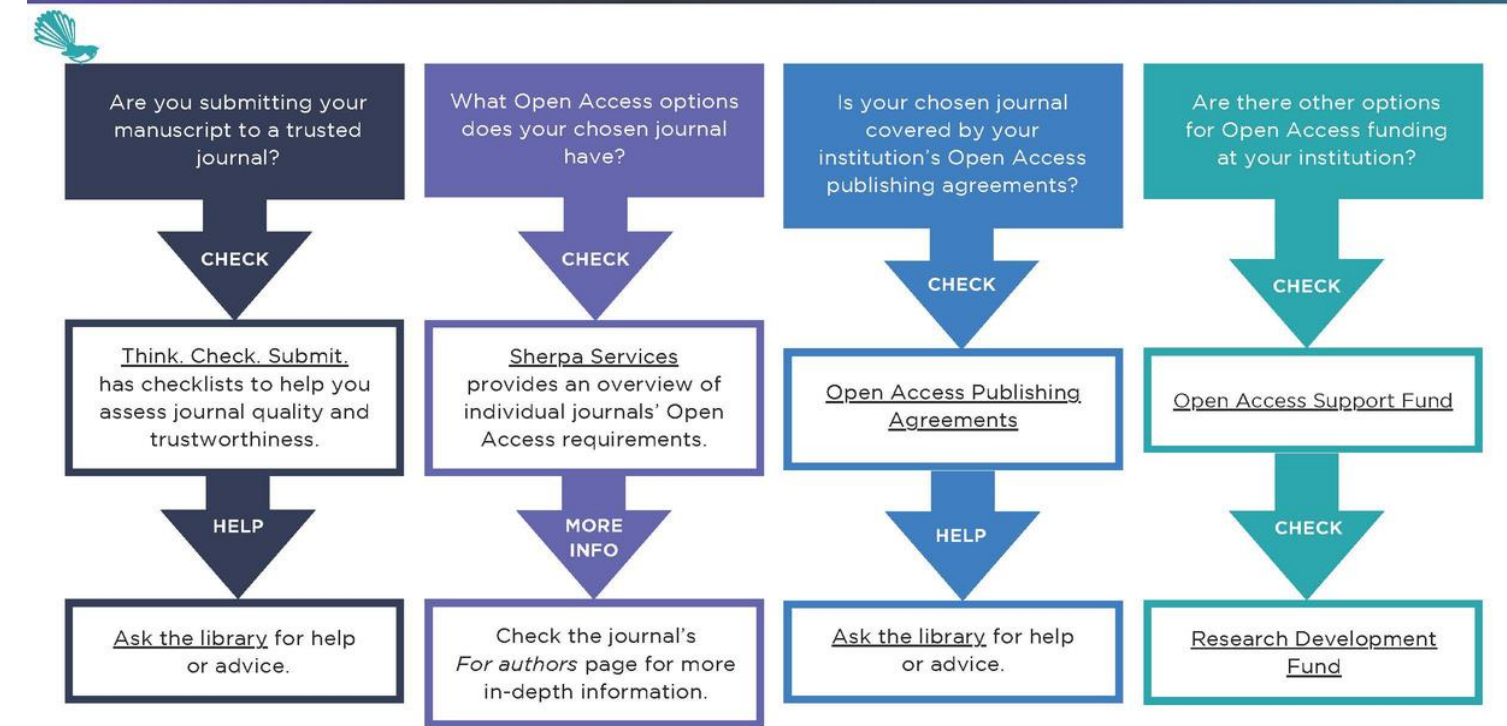 Are you submitting your
manuscript to a trusted
journal?
CHECK
Think. Check. Submit.
has checklists to help you
assess journal quality and
trustworthiness.
HELP
Ask the library for help
or advice.
What Open Access options
does your chosen journal
have?
CHECK
Sherpa Services
provides an overview of
individual journals' Open
Access requirements.
MORE
INFO
Check the journal's
For authors page for more
in-depth information.
Is your chosen journal
covered by your
institution's Open Access
publishing agreements?
CHECK
Open Access Publishing
Agreements
HELP
Ask the library for help
or advice.
Are there other options
for Open Access funding
at your institution?
CHECK
Open Access Support Fund
CHECK
Research Development
Fund